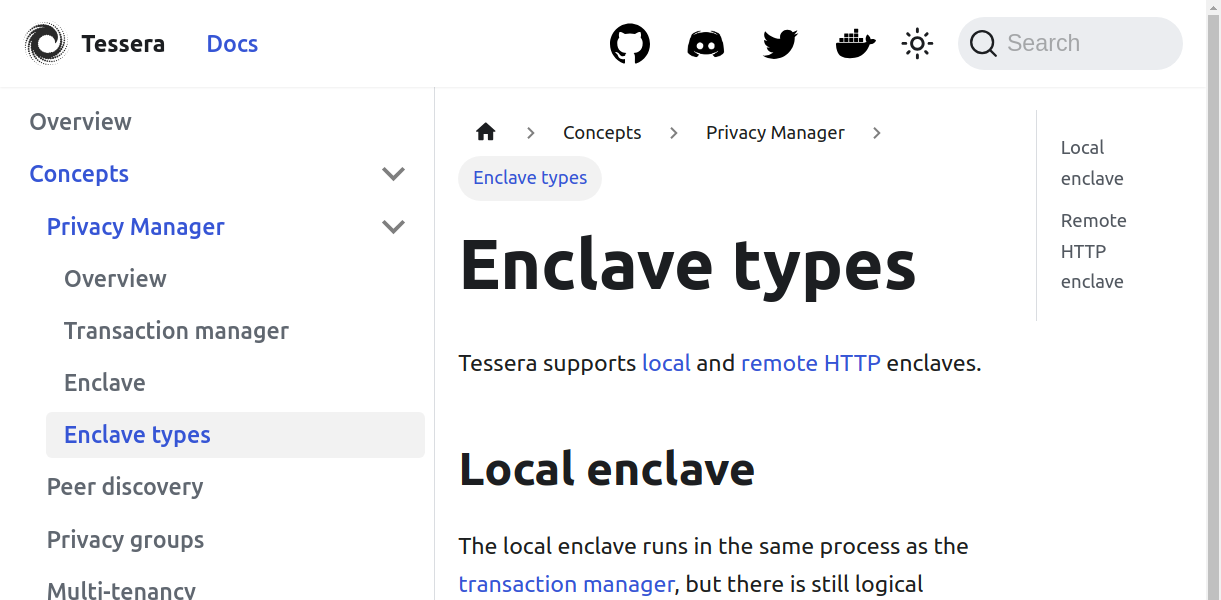 Tessera Docs Search
Overview
Concepts
Privacy Manager
Overview
Transaction manager
Enclave
Enclave types
Peer discovery
Privacy groups
Multi-tenancy
Concepts Privacy Manager
Enclave types
Enclave types
Tessera supports local and remote HTTP enclaves.
Local enclave
The local enclave runs in the same process as the
transaction manager, but there is still logical
Local
enclave
Remote
HTTP
enclave